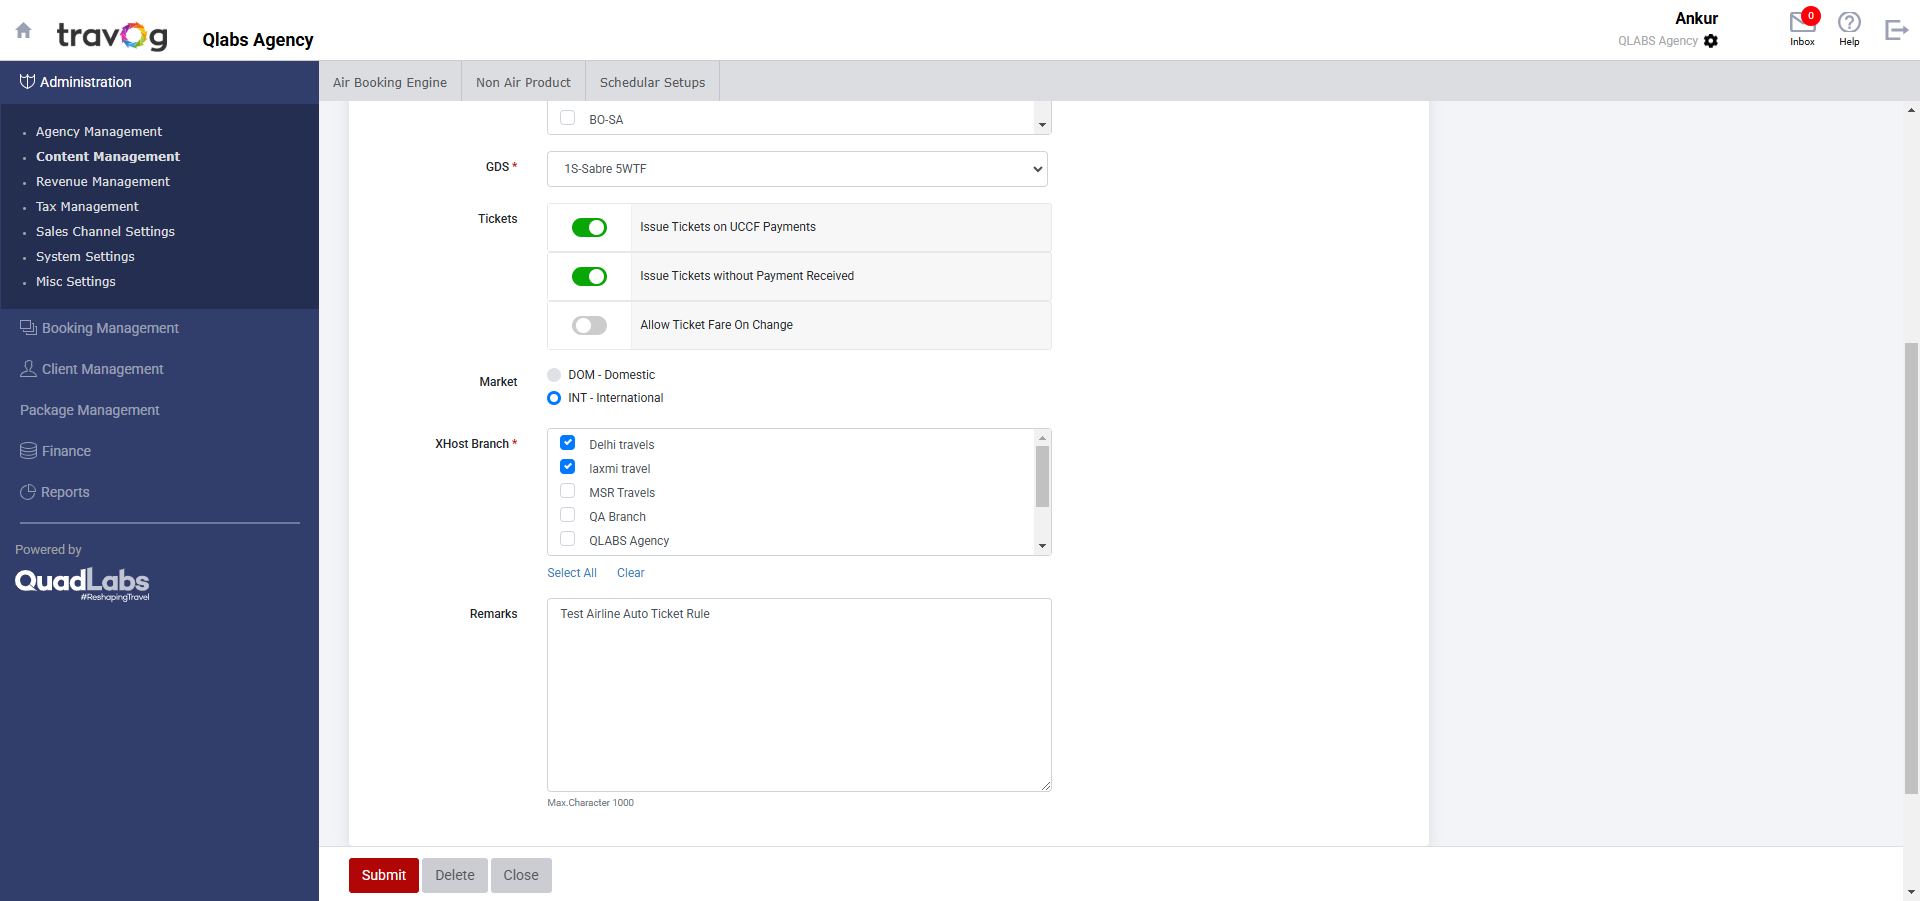 travog
Qlabs Agency
Ankur
QLABS Agency
0
Inbox
Help
Administration
Agency Management
Content Management
Revenue Management
Tax Management
Sales Channel Settings
System Settings
Misc Settings
Booking Management
Client Management
Package Management
Finance
Reports
Powered by
QuadLabs
#ReshapingTravel
Air Booking Engine
Non Air Product
Schedular Setups
BO-SA
GDS *
1S-Sabre 5WTF
Tickets
Issue Tickets on UCCF Payments
Issue Tickets without Payment Received
Allow Ticket Fare On Change
Market
DOM - Domestic
INT - International
XHost Branch *
Delhi travels
laxmi travel
MSR Travels
QA Branch
QLABS Agency
Select All Clear
Remarks
Test Airline Auto Ticket Rule
Max.Character 1000
Submit
Delete
Close